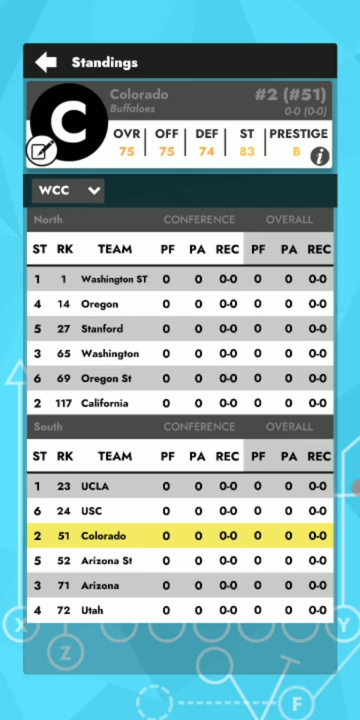 Standings
Colorado #2 (#51)
Buffaloes 0-0 (0-0)
C
OVR OFF DEF ST PRESTIGE
75 75 74 83 B i
WCC
North CONFERENCE OVERALL
ST RK TEAM PF PA REC PF PA REC
1 1 Washington ST 0 0 0-0 0 0 0-0
4 14 Oregon 0 0 0-0 0 0 0-0
5 27 Stanford 0 0 0-0 0 0 0-0
3 65 Washington 0 0 0-0 0 0 0-0
6 69 Oregon St 0 0 0-0 0 0 0-0
2 117 California 0 0 0-0 0 0 0-0
South CONFERENCE OVERALL
ST RK TEAM PF PA REC PF PA REC
1 23 UCLA 0 0 0-0 0 0 0-0
6 24 USC 0 0 0-0 0 0 0-0
2 51 Colorado 0 0 0-0 0 0 0-0
5 52 Arizona St 0 0 0-0 0 0 0-0
3 71 Arizona 0 0 0-0 0 0 0-0
4 72 Utah 0 0 0-0 0 0 0-0
X Y
Z
F